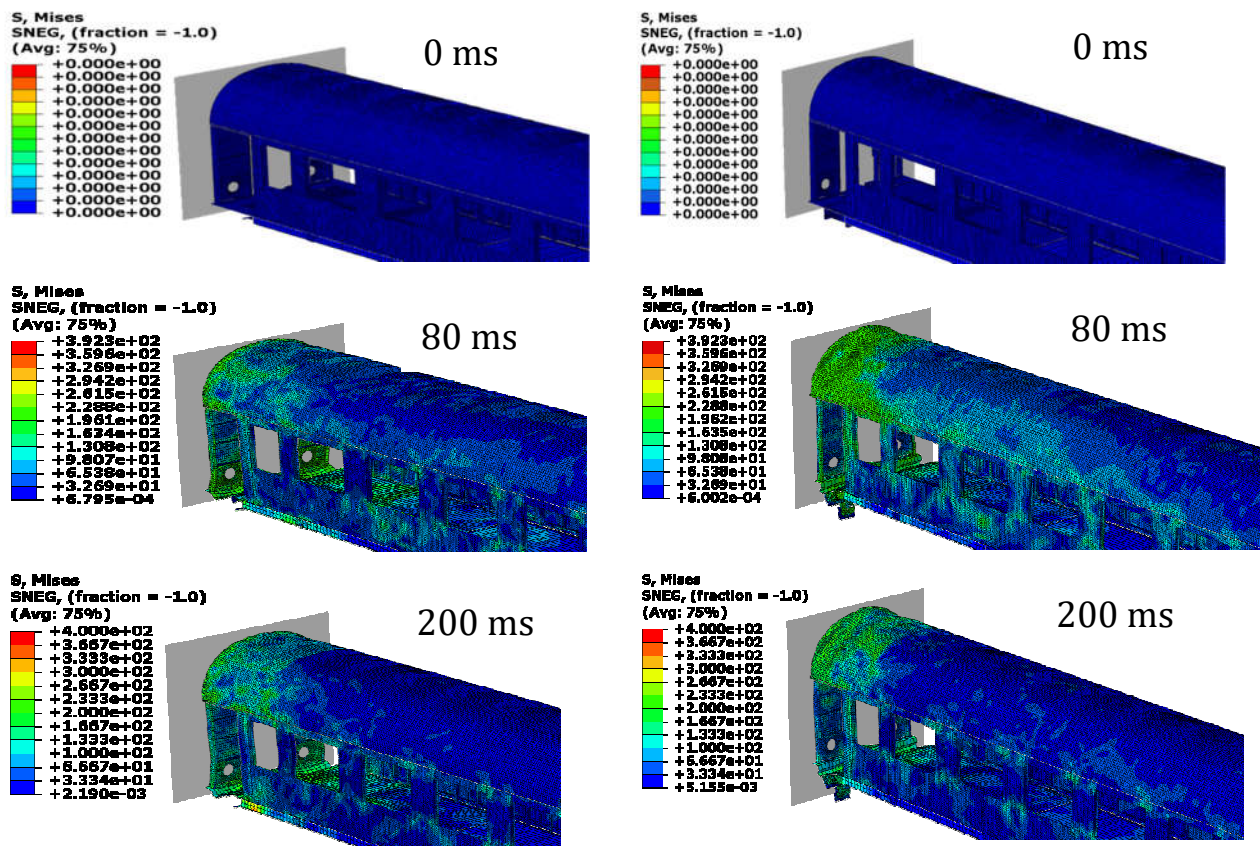 S, Mises
SNEG, (fraction = -1.0)
(Avg: 75%)
+0.000e+00
+0.000e+00
+0.000e+00
+0.000e+00
+0.000e+00
+0.000e+00
+0.000e+00
+0.000e+00
+0.000e+00
+0.000e+00
+0.000e+00
+0.000e+00
+0.000e+00
0 ms
S, Mises
SNEG, (fraction = -1.0)
(Avg: 75%)
+0.000e+00
+0.000e+00
+0.000e+00
+0.000e+00
+0.000e+00
+0.000e+00
+0.000e+00
+0.000e+00
+0.000e+00
+0.000e+00
+0.000e+00
+0.000e+00
+0.000e+00
0 ms
S, Mises
SNEG, (fraction = -1.0)
(Avg: 75%)
+3.923e+02
+3.596e+02
+3.269e+02
+2.942e+02
+2.615e+02
+2.288e+02
+1.961e+02
+1.634e+02
+1.308e+02
+9.807e+01
+6.538e+01
+3.269e+01
+6.795e-04
80 ms
S, Mises
SNEG, (fraction = -1.0)
(Avg: 75%)
+3.923e+02
+3.596e+02
+3.269e+02
+2.942e+02
+2.615e+02
+2.288e+02
+1.962e+02
+1.635e+02
+1.308e+02
+9.808e+01
+6.538e+01
+3.269e+01
+6.002e-04
80 ms
S, Mises
SNEG, (fraction = -1.0)
(Avg: 75%)
+4.000e+02
+3.667e+02
+3.333e+02
+3.000e+02
+2.667e+02
+2.333e+02
+2.000e+02
+1.667e+02
+1.333e+02
+1.000e+02
+6.667e+01
+3.334e+01
+2.190e-03
200 ms
S, Mises
SNEG, (fraction = -1.0)
(Avg: 75%)
+4.000e+02
+3.667e+02
+3.333e+02
+3.000e+02
+2.667e+02
+2.333e+02
+2.000e+02
+1.667e+02
+1.333e+02
+1.000e+02
+6.667e+01
+3.334e+01
+5.155e-03
200 ms